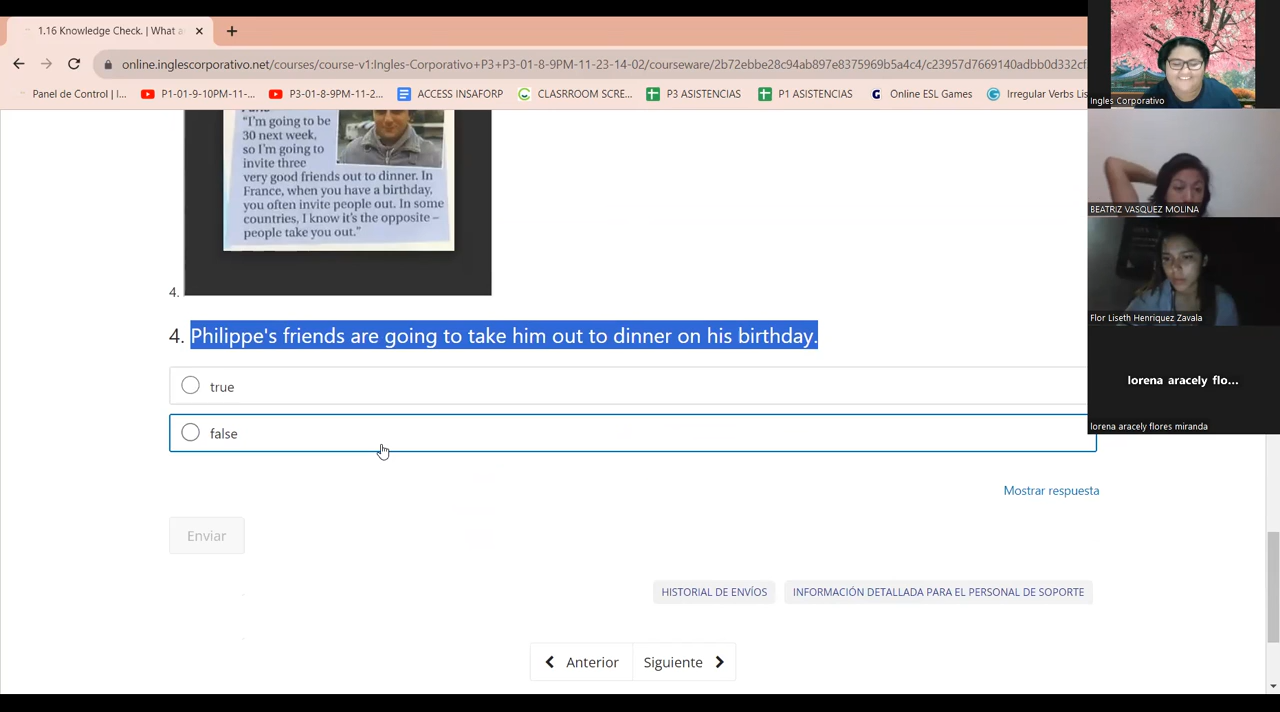 1.16 Knowledge Check. | What a
online.inglescorporativo.net/courses/course-v1:Ingles-Corporativo+P3+P3-01-8-9PM-11-23-14-02/courseware/2b72ebbe28c94ab897e8375969b5a4c4/c23957d7669140adbb0d332cf
Panel de Control | I...
P1-01-9-10PM-11-...
P3-01-8-9PM-11-2...
ACCESS INSAFORP
CLASRROOM SCRE...
P3 ASISTENCIAS
P1 ASISTENCIAS
Online ESL Games
Irregular Verbs Lis
Ingles Corporativo
BEATRIZ VASQUEZ MOLINA
Flor Liseth Henriquez Zavala
lorena aracely flo...
lorena aracely flores miranda
"I'm going to be
30 next week,
so I'm going to
invite three
very good friends out to dinner. In
France, when you have a birthday,
you often invite people out. In some
countries, I know it's the opposite –
people take you out."
4.
4. Philippe's friends are going to take him out to dinner on his birthday.
true
false
Mostrar respuesta
Enviar
HISTORIAL DE ENVÍOS
INFORMACIÓN DETALLADA PARA EL PERSONAL DE SOPORTE
Anterior
Siguiente